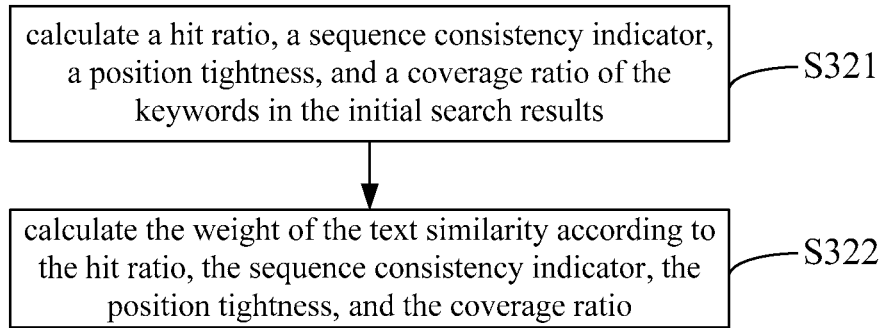 calculate a hit ratio, a sequence consistency indicator,
a position tightness, and a coverage ratio of the
keywords in the initial search results
S321
calculate the weight of the text similarity according to
the hit ratio, the sequence consistency indicator, the
position tightness, and the coverage ratio
S322